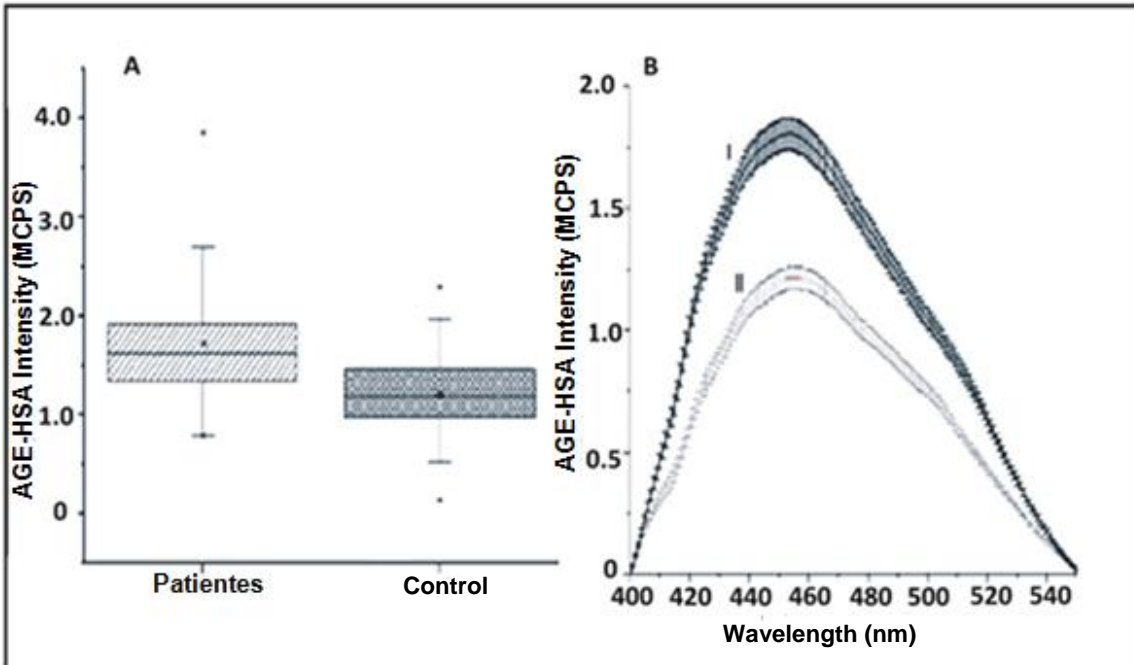 A
AGE-HSA Intensity (MCPS)
4.0
3.0
2.0
1.0
0
Patientes
Control
B
AGE-HSA Intensity (MCPS)
2.0
1.5
1.0
0.5
0
I
II
400 420 440 460 480 500 520 540
Wavelength (nm)